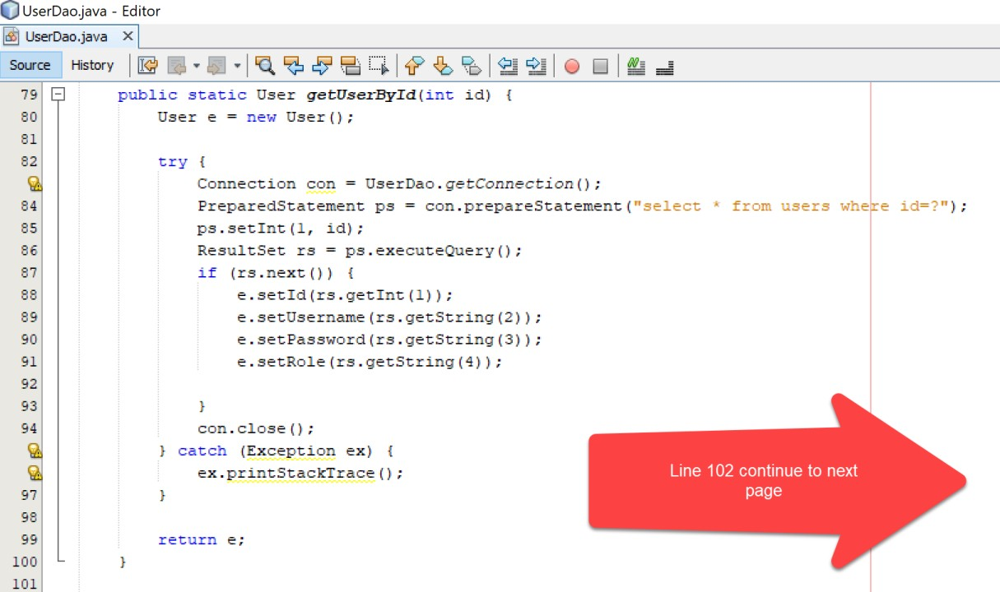 UserDao.java - Editor
UserDao.java
Source History
79 public static User getUserById(int id) {
80 User e = new User();
81
82 try {
Connection con = UserDao.getConnection();
84 PreparedStatement ps = con.prepareStatement("select * from users where id=?");
85 ps.setInt(1, id);
86 ResultSet rs = ps.executeQuery();
87 if (rs.next()) {
88 e.setId(rs.getInt(1));
89 e.setUsername(rs.getString(2));
90 e.setPassword(rs.getString(3));
91 e.setRole(rs.getString(4));
92
93 }
94 con.close();
} catch (Exception ex) {
ex.printStackTrace();
97 }
98
99 return e;
100 }
101
Line 102 continue to next
page